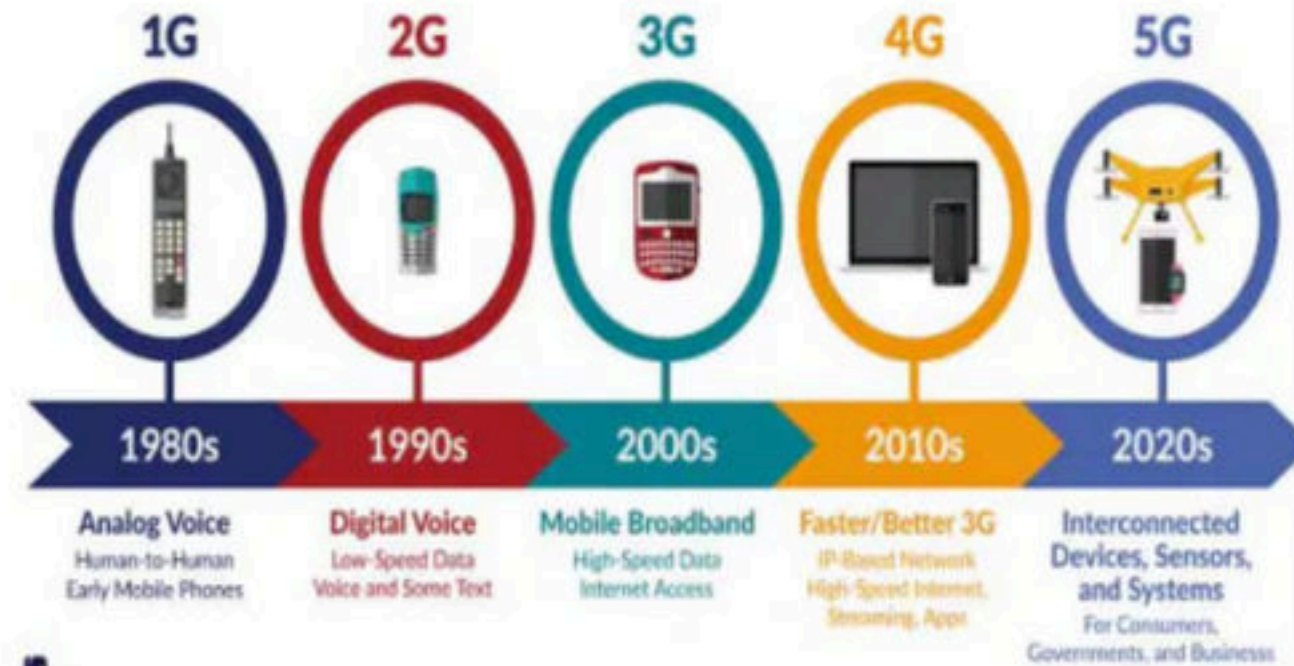 1G
2G
3G
4G
5G
1980s
1990s
2000s
2010s
2020s
Analog Voice
Human-to-Human
Early Mobile Phones
Digital Voice
Low-Speed Data
Voice and Some Text
Mobile Broadband
High-Speed Data
Internet Access
Faster/Better 3G
IP-Based Network
High-Speed Internet,
Streaming, Apps
Interconnected
Devices, Sensors,
and Systems
For Consumers,
Governments, and Businesss